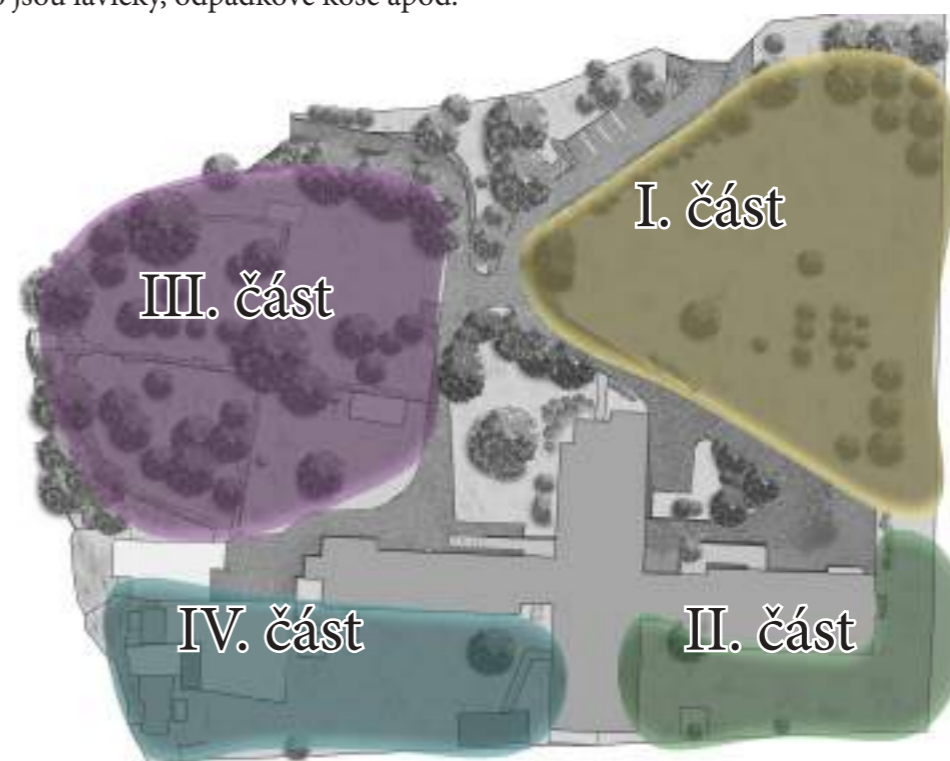 jsou lavičky, odpadkové koše apod.
I. část
III. část
IV. část
II. část